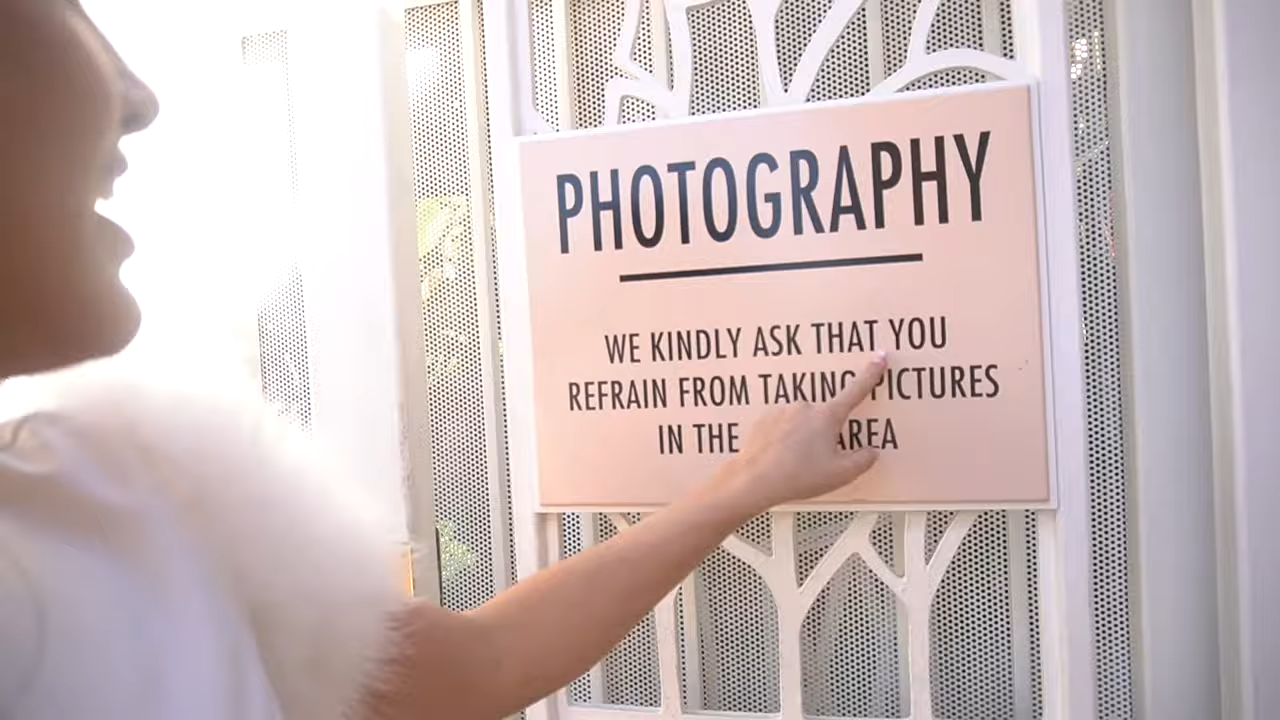 PHOTOGRAPHY
WE KINDLY ASK THAT YOU
REFRAIN FROM TAKING PICTURES
IN THE AREA